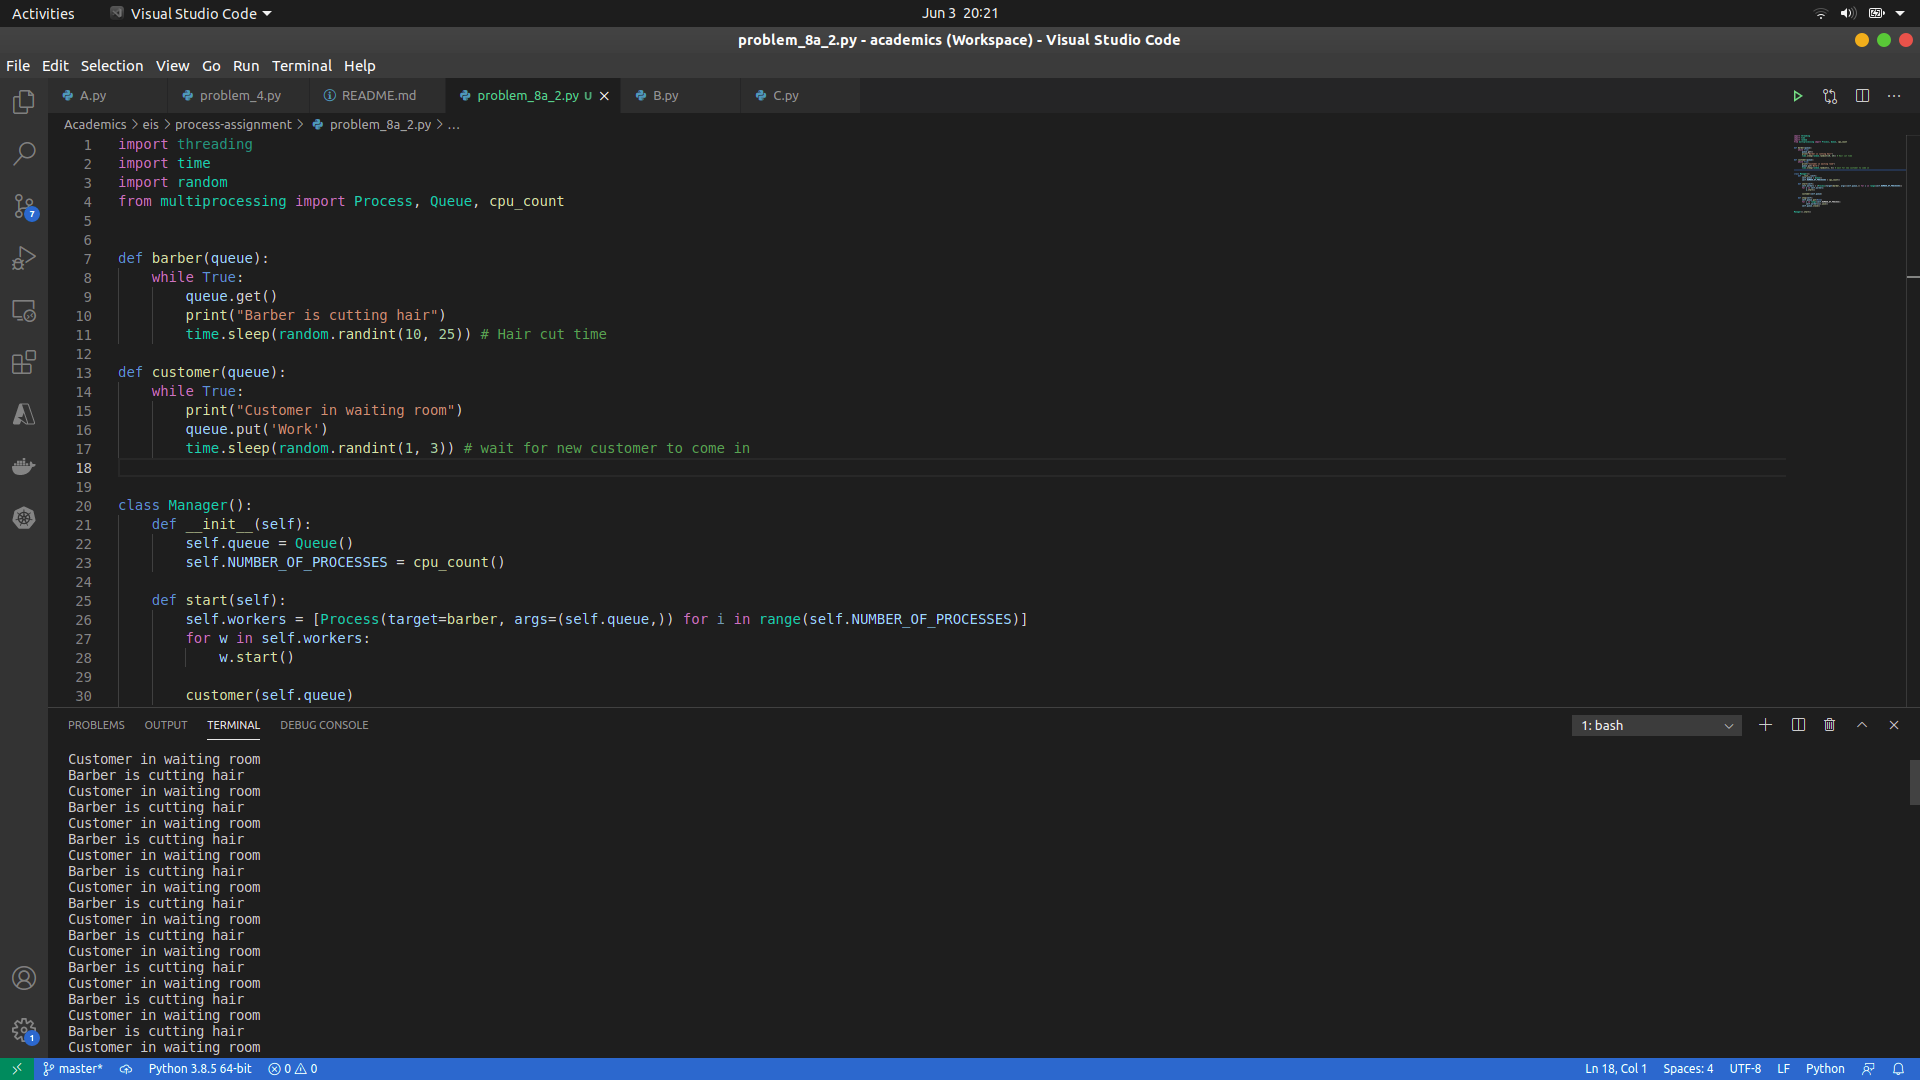 Activities Visual Studio Code Jun 3 20:21
problem_8a_2.py - academics (Workspace) - Visual Studio Code
File Edit Selection View Go Run Terminal Help
A.py problem_4.py README.md problem_8a_2.py U B.py C.py
Academics > eis > process-assignment > problem_8a_2.py > ...
1 import threading
2 import time
3 import random
4 from multiprocessing import Process, Queue, cpu_count
5
6
7 def barber(queue):
8     while True:
9         queue.get()
10         print("Barber is cutting hair")
11         time.sleep(random.randint(10, 25)) # Hair cut time
12
13 def customer(queue):
14     while True:
15         print("Customer in waiting room")
16         queue.put('Work')
17         time.sleep(random.randint(1, 3)) # wait for new customer to come in
18
19
20 class Manager():
21     def __init__(self):
22         self.queue = Queue()
23         self.NUMBER_OF_PROCESSES = cpu_count()
24
25     def start(self):
26         self.workers = [Process(target=barber, args=(self.queue,)) for i in range(self.NUMBER_OF_PROCESSES)]
27         for w in self.workers:
28             w.start()
29
30         customer(self.queue)
PROBLEMS OUTPUT TERMINAL DEBUG CONSOLE 1: bash
Customer in waiting room
Barber is cutting hair
Customer in waiting room
Barber is cutting hair
Customer in waiting room
Barber is cutting hair
Customer in waiting room
Barber is cutting hair
Customer in waiting room
Barber is cutting hair
Customer in waiting room
Barber is cutting hair
Customer in waiting room
Barber is cutting hair
Customer in waiting room
Barber is cutting hair
Customer in waiting room
Barber is cutting hair
Customer in waiting room
7
1
master* Python 3.8.5 64-bit 0 0 Ln 18, Col 1 Spaces: 4 UTF-8 LF Python